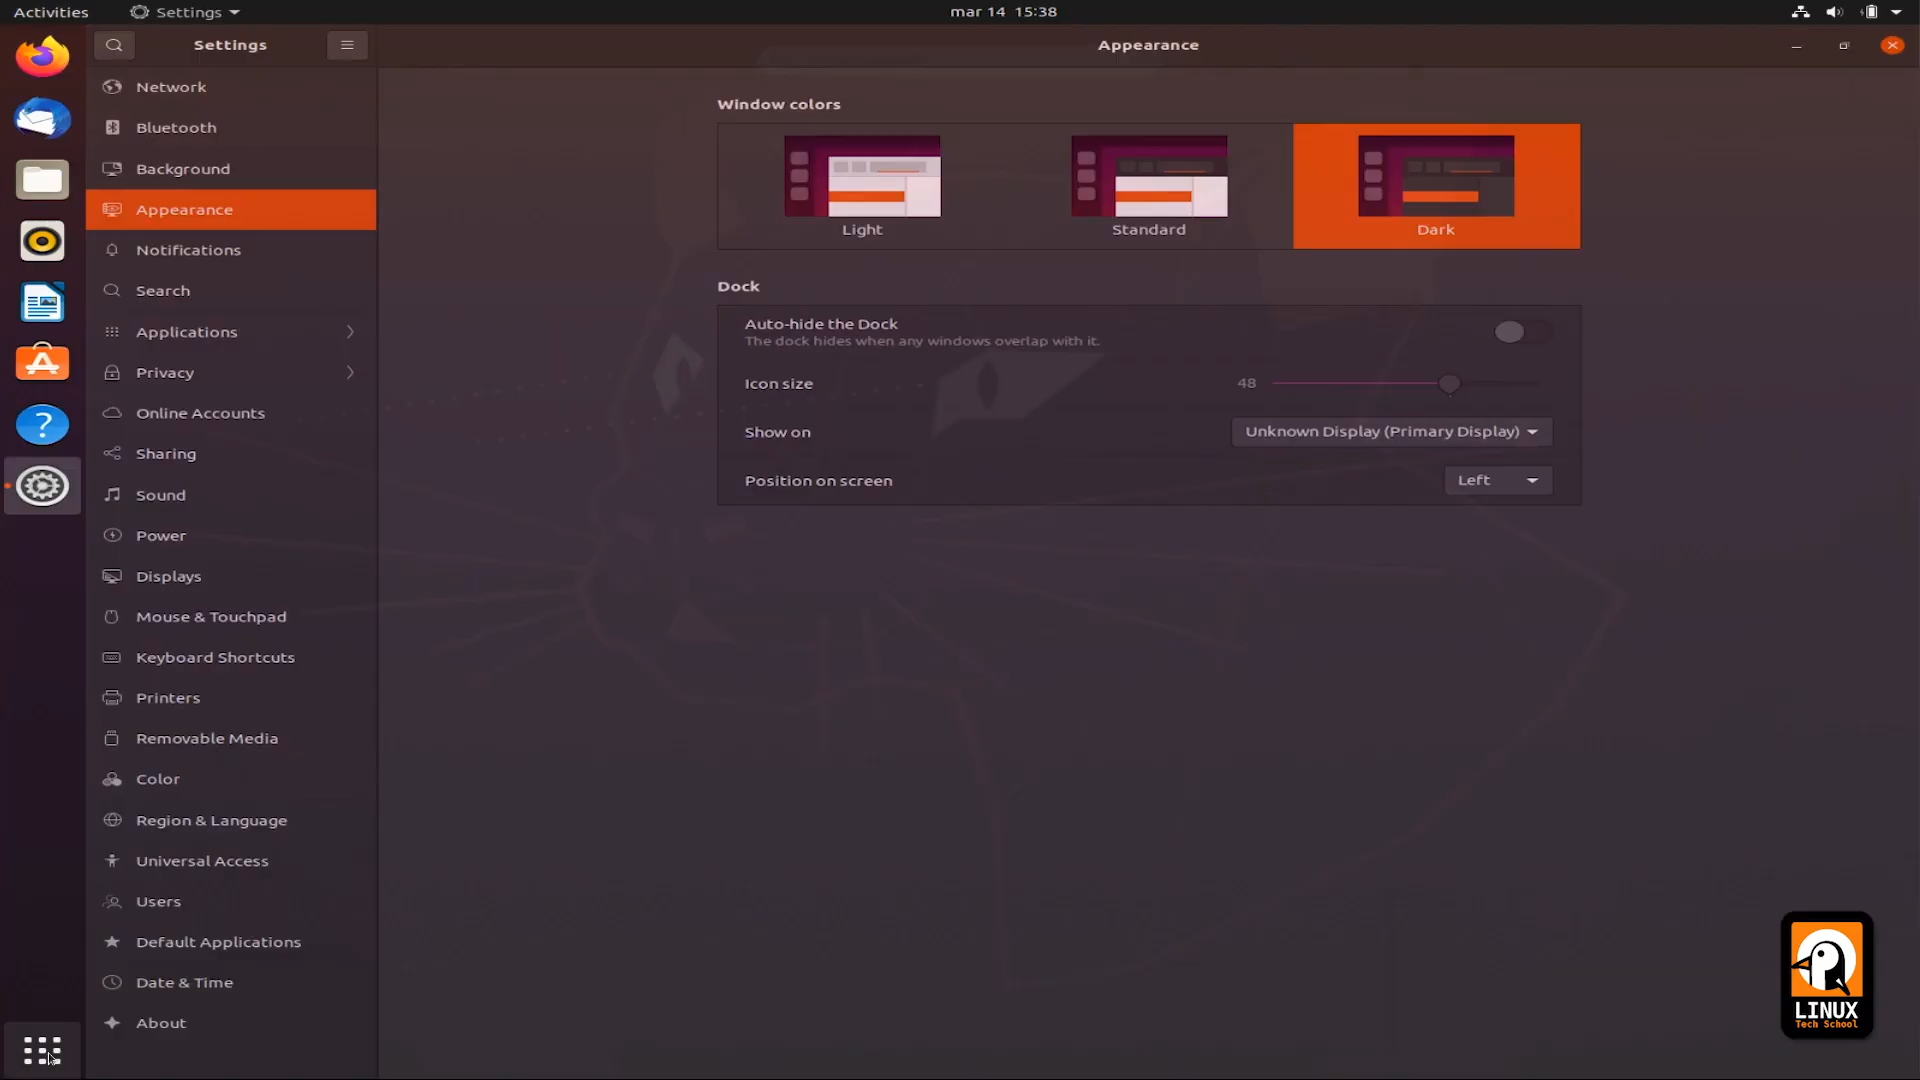 Activities
Settings
mar 14 15:38
Settings
Appearance
Network
Bluetooth
Background
Appearance
Notifications
Search
Applications
Privacy
Online Accounts
Sharing
Sound
Power
Displays
Mouse & Touchpad
Keyboard Shortcuts
Printers
Removable Media
Color
Region & Language
Universal Access
Users
Default Applications
Date & Time
About
Window colors
Light
Standard
Dark
Dock
Auto-hide the Dock
The dock hides when any windows overlap with it.
Icon size
48
Show on
Unknown Display (Primary Display)
Position on screen
Left
LINUX
Tech School